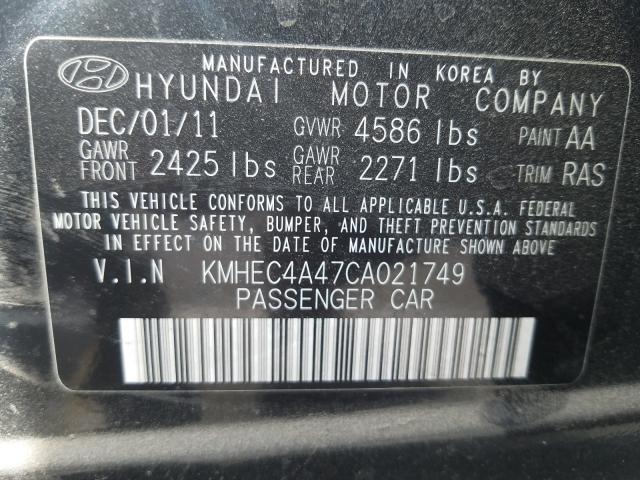 MANUFACTURED IN KOREA BY
HYUNDAI MOTOR COMPANY
DEC/01/11 GVWR 4586 lbs PAINT AA
GAWR FRONT 2425 lbs GAWR REAR 2271 lbs TRIM RAS
THIS VEHICLE CONFORMS TO ALL APPLICABLE U.S.A. FEDERAL
MOTOR VEHICLE SAFETY, BUMPER, AND THEFT PREVENTION STANDARDS
IN EFFECT ON THE DATE OF MANUFACTURE SHOWN ABOVE.
V.I.N KMHEC4A47CA021749
PASSENGER CAR